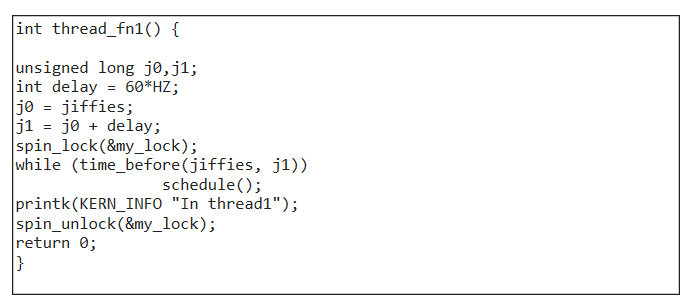 int thread_fn1() {
unsigned long j0,j1;
int delay = 60*HZ;
j0 = jiffies;
j1 = j0 + delay;
spin_lock(&my_lock);
while (time_before(jiffies, j1))
schedule();
printk(KERN_INFO "In thread1");
spin_unlock(&my_lock);
return 0;
}